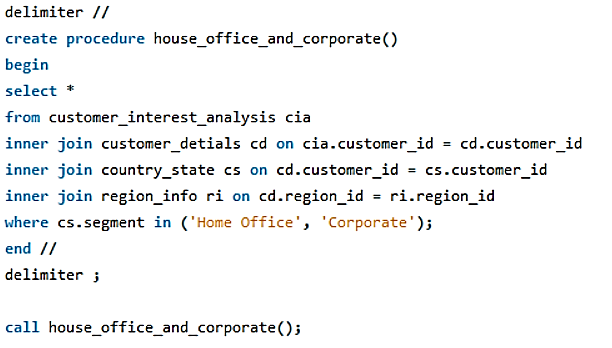 delimiter //
create procedure house_office_and_corporate()
begin
select *
from customer_interest_analysis cia
inner join customer_detials cd on cia.customer_id = cd.customer_id
inner join country_state cs on cd.customer_id = cs.customer_id
inner join region_info ri on cd.region_id = ri.region_id
where cs.segment in ('Home Office', 'Corporate');
end //
delimiter ;
call house_office_and_corporate();